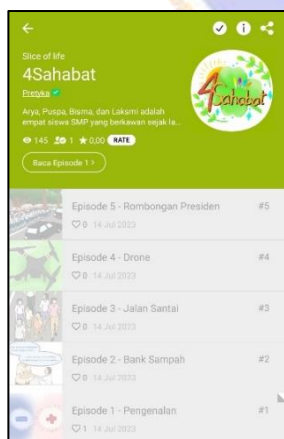 Slice of life
4Sahabat
Pretyka
Arya, Puspa, Bisma, dan Laksmi adalah
empat siswa SMP yang berkawan sejak la...
145 1 0,00 RATE
Baca Episode 1 >
4Sahabat
Episode 5 - Rombongan Presiden #5
0 14 Jul 2023
Episode 4 - Drone #4
0 14 Jul 2023
Episode 3 - Jalan Santai #3
0 14 Jul 2023
Episode 2 - Bank Sampah #2
0 14 Jul 2023
Episode 1 - Pengenalan #1
1 14 Jul 2023